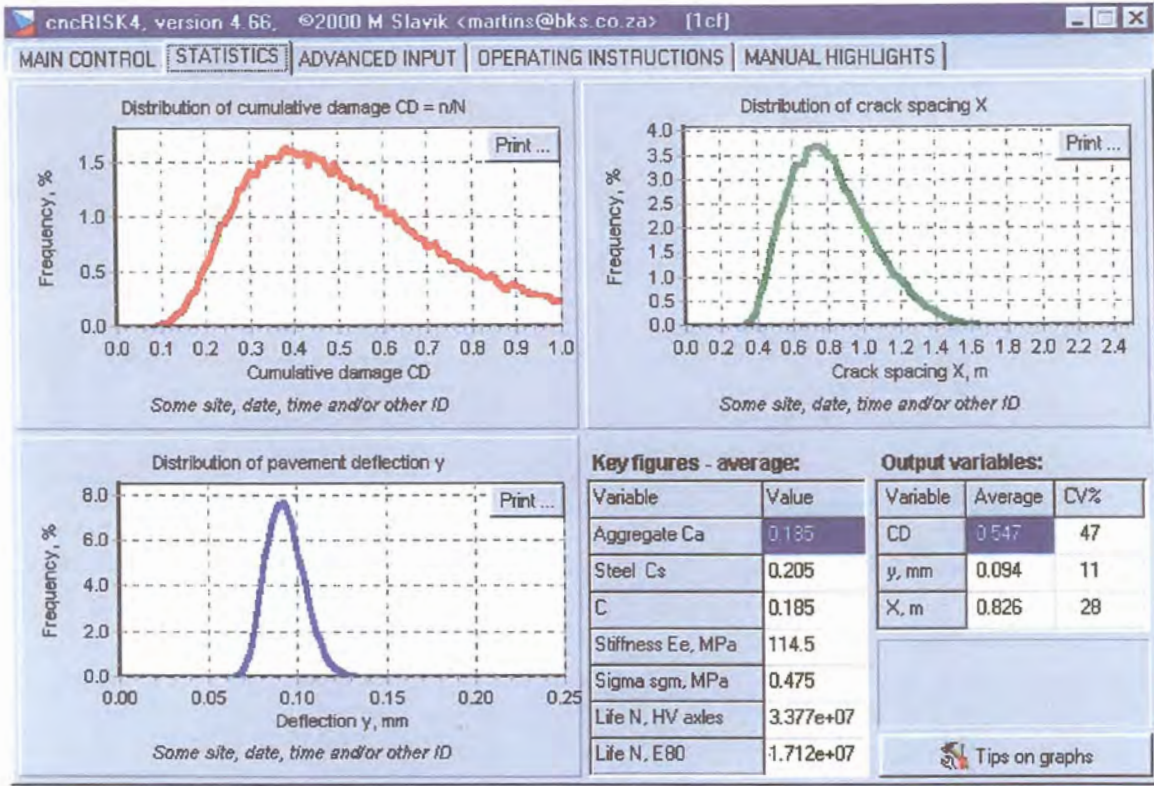 cncRISK4, version 4.66, ©2000 M Slavik <martins@bks.co.za> [1cf]
MAIN CONTROL STATISTICS ADVANCED INPUT OPERATING INSTRUCTIONS MANUAL HIGHLIGHTS
Distribution of cumulative damage CD = n/N
Print ...
Frequency, %
1.5
1.0
0.5
0.0
0.0 0.1 0.2 0.3 0.4 0.5 0.6 0.7 0.8 0.9 1.0
Cumulative damage CD
Some site, date, time and/or other ID
Distribution of crack spacing X
Print ...
Frequency, %
4.0
3.5
3.0
2.5
2.0
1.5
1.0
0.5
0.0
0.0 0.2 0.4 0.6 0.8 1.0 1.2 1.4 1.6 1.8 2.0 2.2 2.4
Crack spacing X, m
Some site, date, time and/or other ID
Distribution of pavement deflection y
Print ...
Frequency, %
8.0
6.0
4.0
2.0
0.0
0.00 0.05 0.10 0.15 0.20 0.25
Deflection y, mm
Some site, date, time and/or other ID
Key figures - average:
Variable Value
Aggregate Ca 0.185
Steel Cs 0.205
C 0.185
Stiffness Ee, MPa 114.5
Sigma sgm, MPa 0.475
Life N, HV axles 3.377e+07
Life N, E80 1.712e+07
Output variables:
Variable Average CV%
CD 0.547 47
y, mm 0.094 11
X, m 0.826 28
Tips on graphs